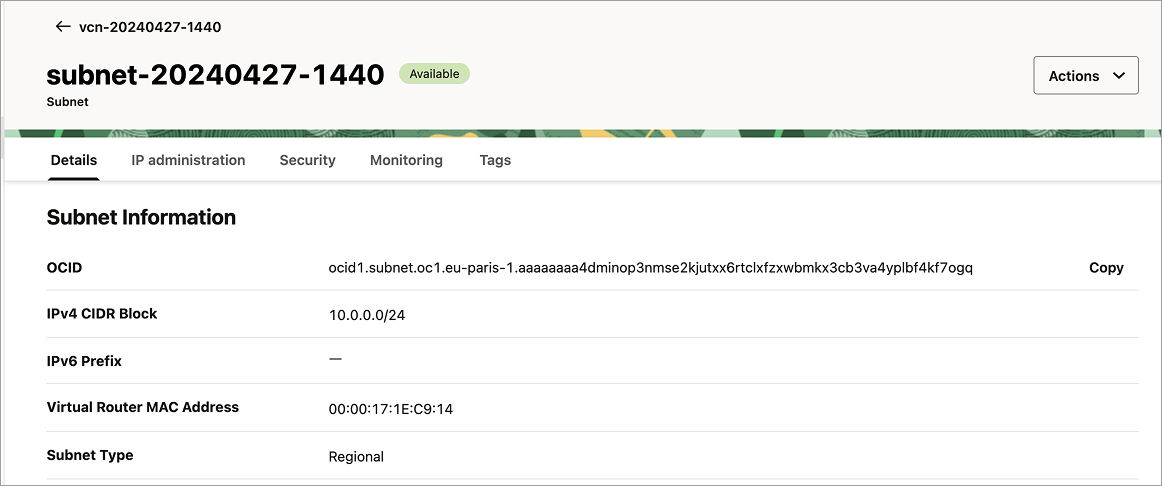 ← vcn-20240427-1440
subnet-20240427-1440 Available
Subnet
Actions
Details IP administration Security Monitoring Tags
Subnet Information
OCID ocid1.subnet.oc1.eu-paris-1.aaaaaaaa4dminop3nmse2kjutxx6rtclxfzxwbmkx3cb3va4yplbf4kf7ogq Copy
IPv4 CIDR Block 10.0.0.0/24
IPv6 Prefix —
Virtual Router MAC Address 00:00:17:1E:C9:14
Subnet Type Regional